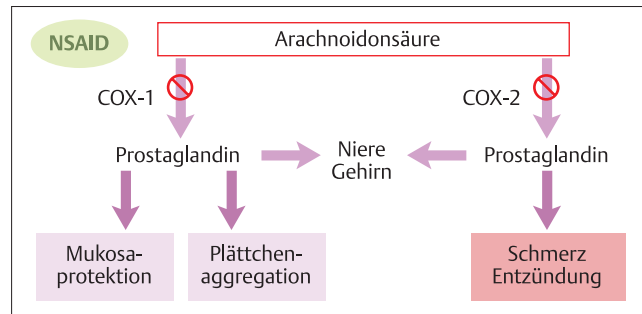 NSAID
Arachnoidonsäure
COX-1
COX-2
Prostaglandin
Niere
Gehirn
Prostaglandin
Mukosa-
protektion
Plättchen-
aggregation
Schmerz
Entzündung